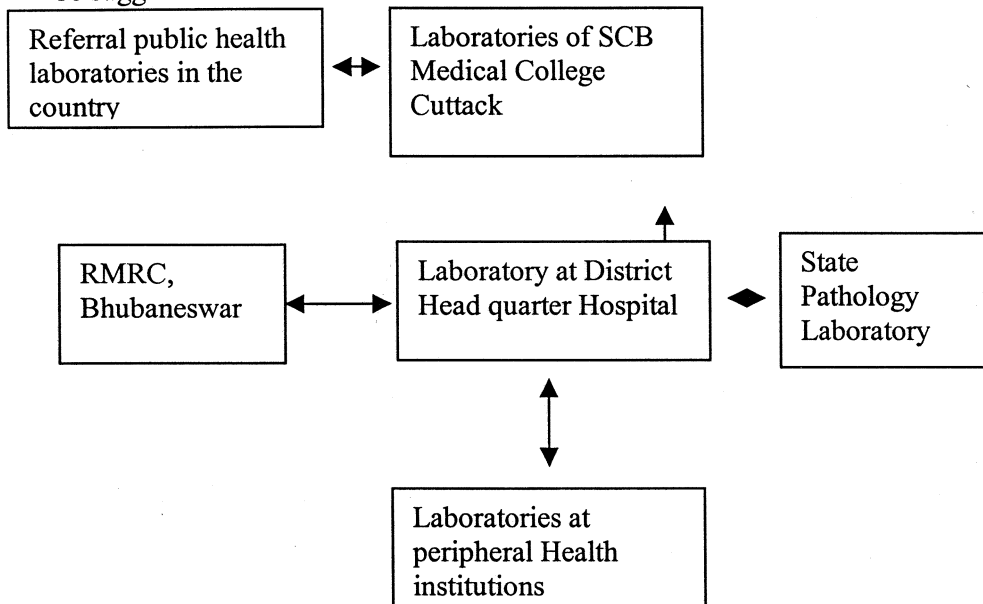 Referral public health
laboratories in the
country
Laboratories of SCB
Medical College
Cuttack
RMRC,
Bhubaneswar
Laboratory at District
Head quarter Hospital
State
Pathology
Laboratory
Laboratories at
peripheral Health
institutions